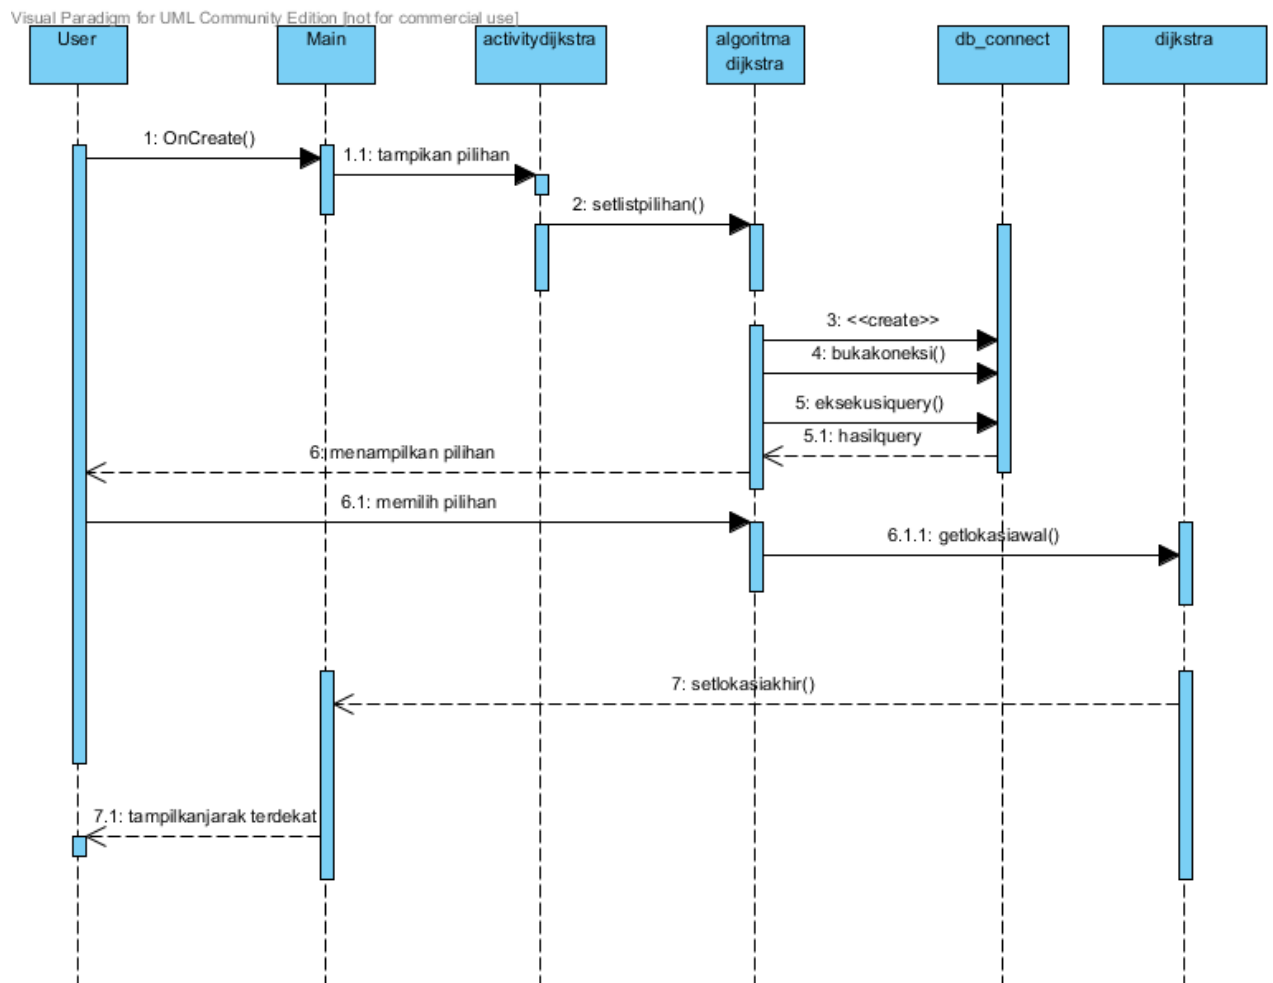 Visual Paradigm for UML Community Edition [not for commercial use]
User
Main
activitydijkstra
algoritma
dijkstra
db_connect
dijkstra
1: OnCreate()
1.1: tampikan pilihan
2: setlistpilihan()
3: <<create>>
4: bukakoneksi()
5: eksekusiquery()
5.1: hasilquery
6: menampilkan pilihan
6.1: memilih pilihan
6.1.1: getlokasiawal()
7: setlokasiakhir()
7.1: tampilkanjarak terdekat